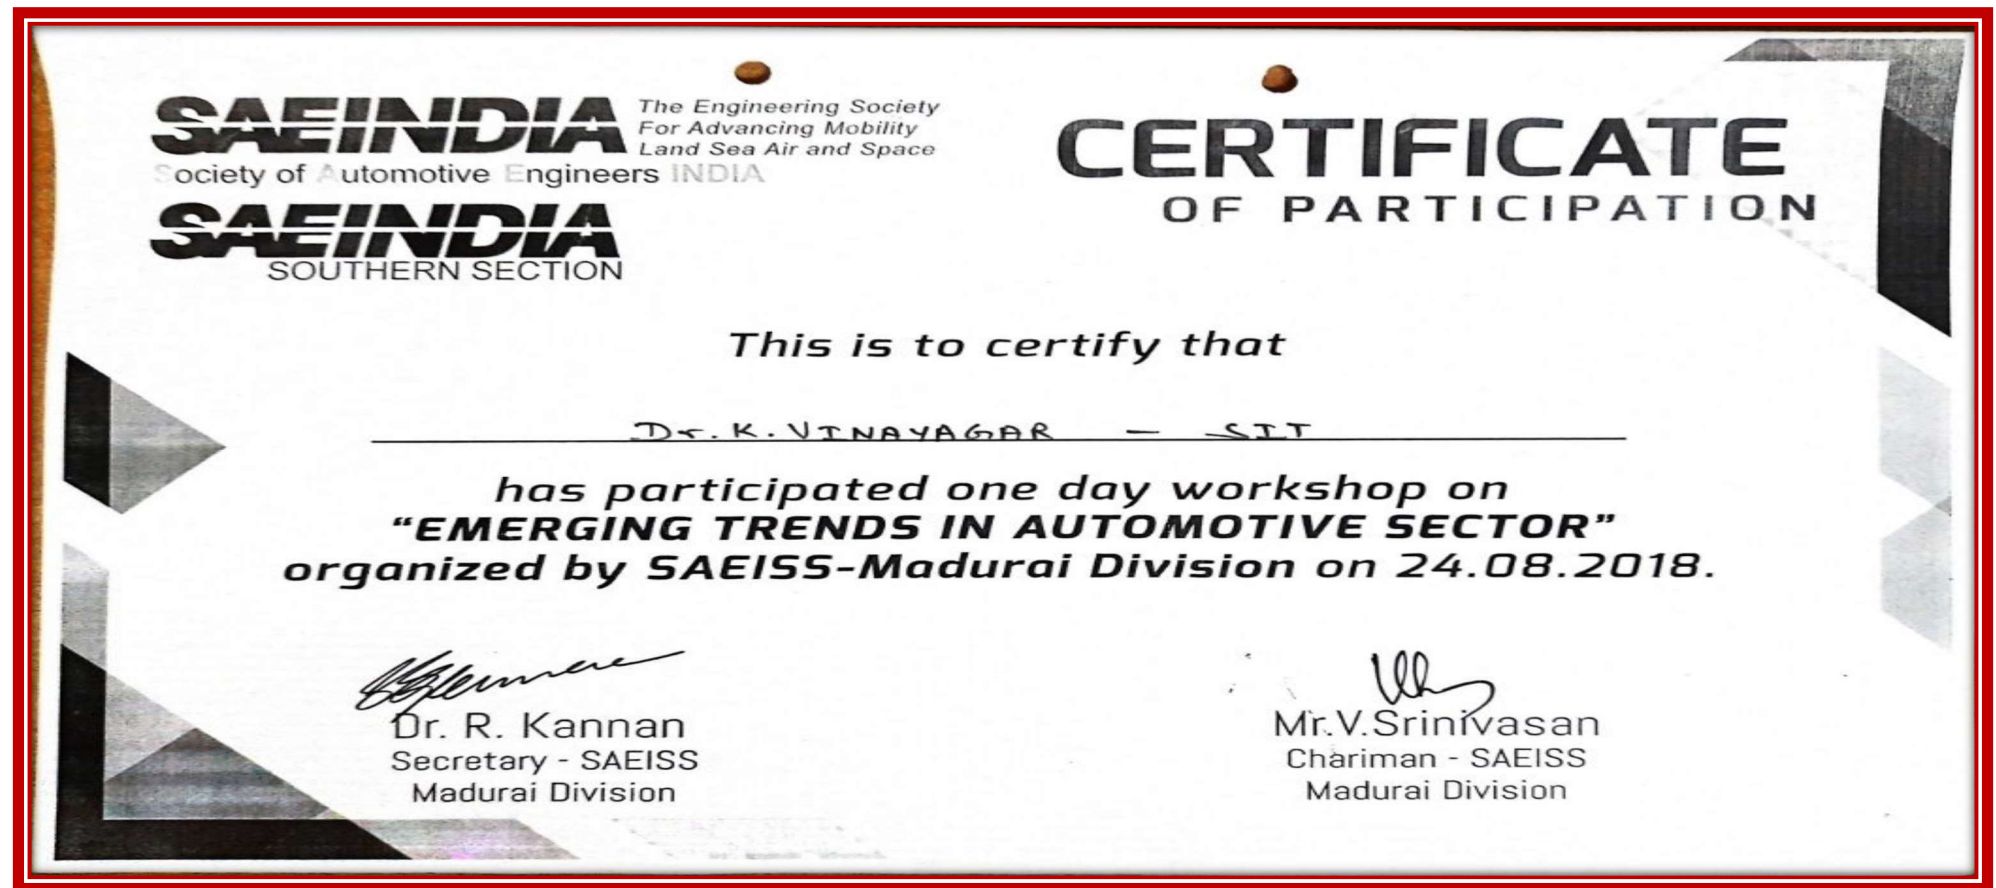 SAEINDIA
The Engineering Society
For Advancing Mobility
Land Sea Air and Space
Society of Automotive Engineers INDIA
SAEINDIA
SOUTHERN SECTION
CERTIFICATE
OF PARTICIPATION
This is to certify that
Dr. K. VINAYAGAR – SIT
has participated one day workshop on
“EMERGING TRENDS IN AUTOMOTIVE SECTOR”
organized by SAEISS-Madurai Division on 24.08.2018.
Dr. R. Kannan
Secretary - SAEISS
Madurai Division
Mr.V.Srinivasan
Chariman - SAEISS
Madurai Division